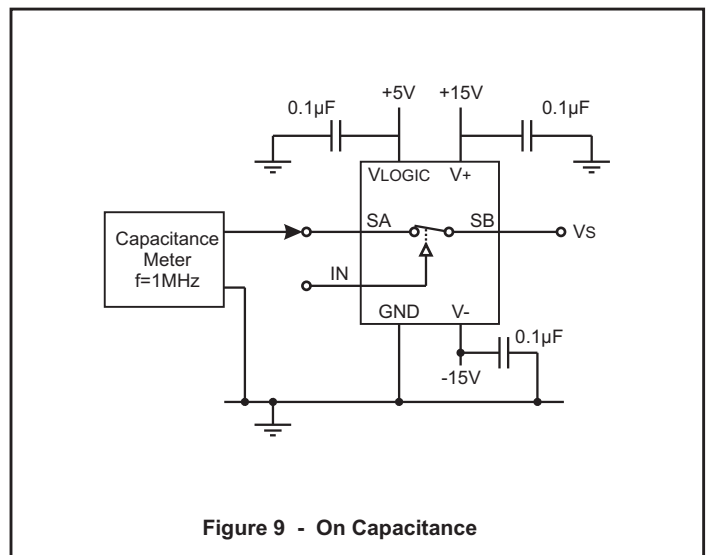 +5V +15V
0.1µF 0.1µF
VLOGIC V+
SA SB VS
Capacitance
Meter
f=1MHz
IN
GND V-
0.1µF
-15V
Figure 9 - On Capacitance